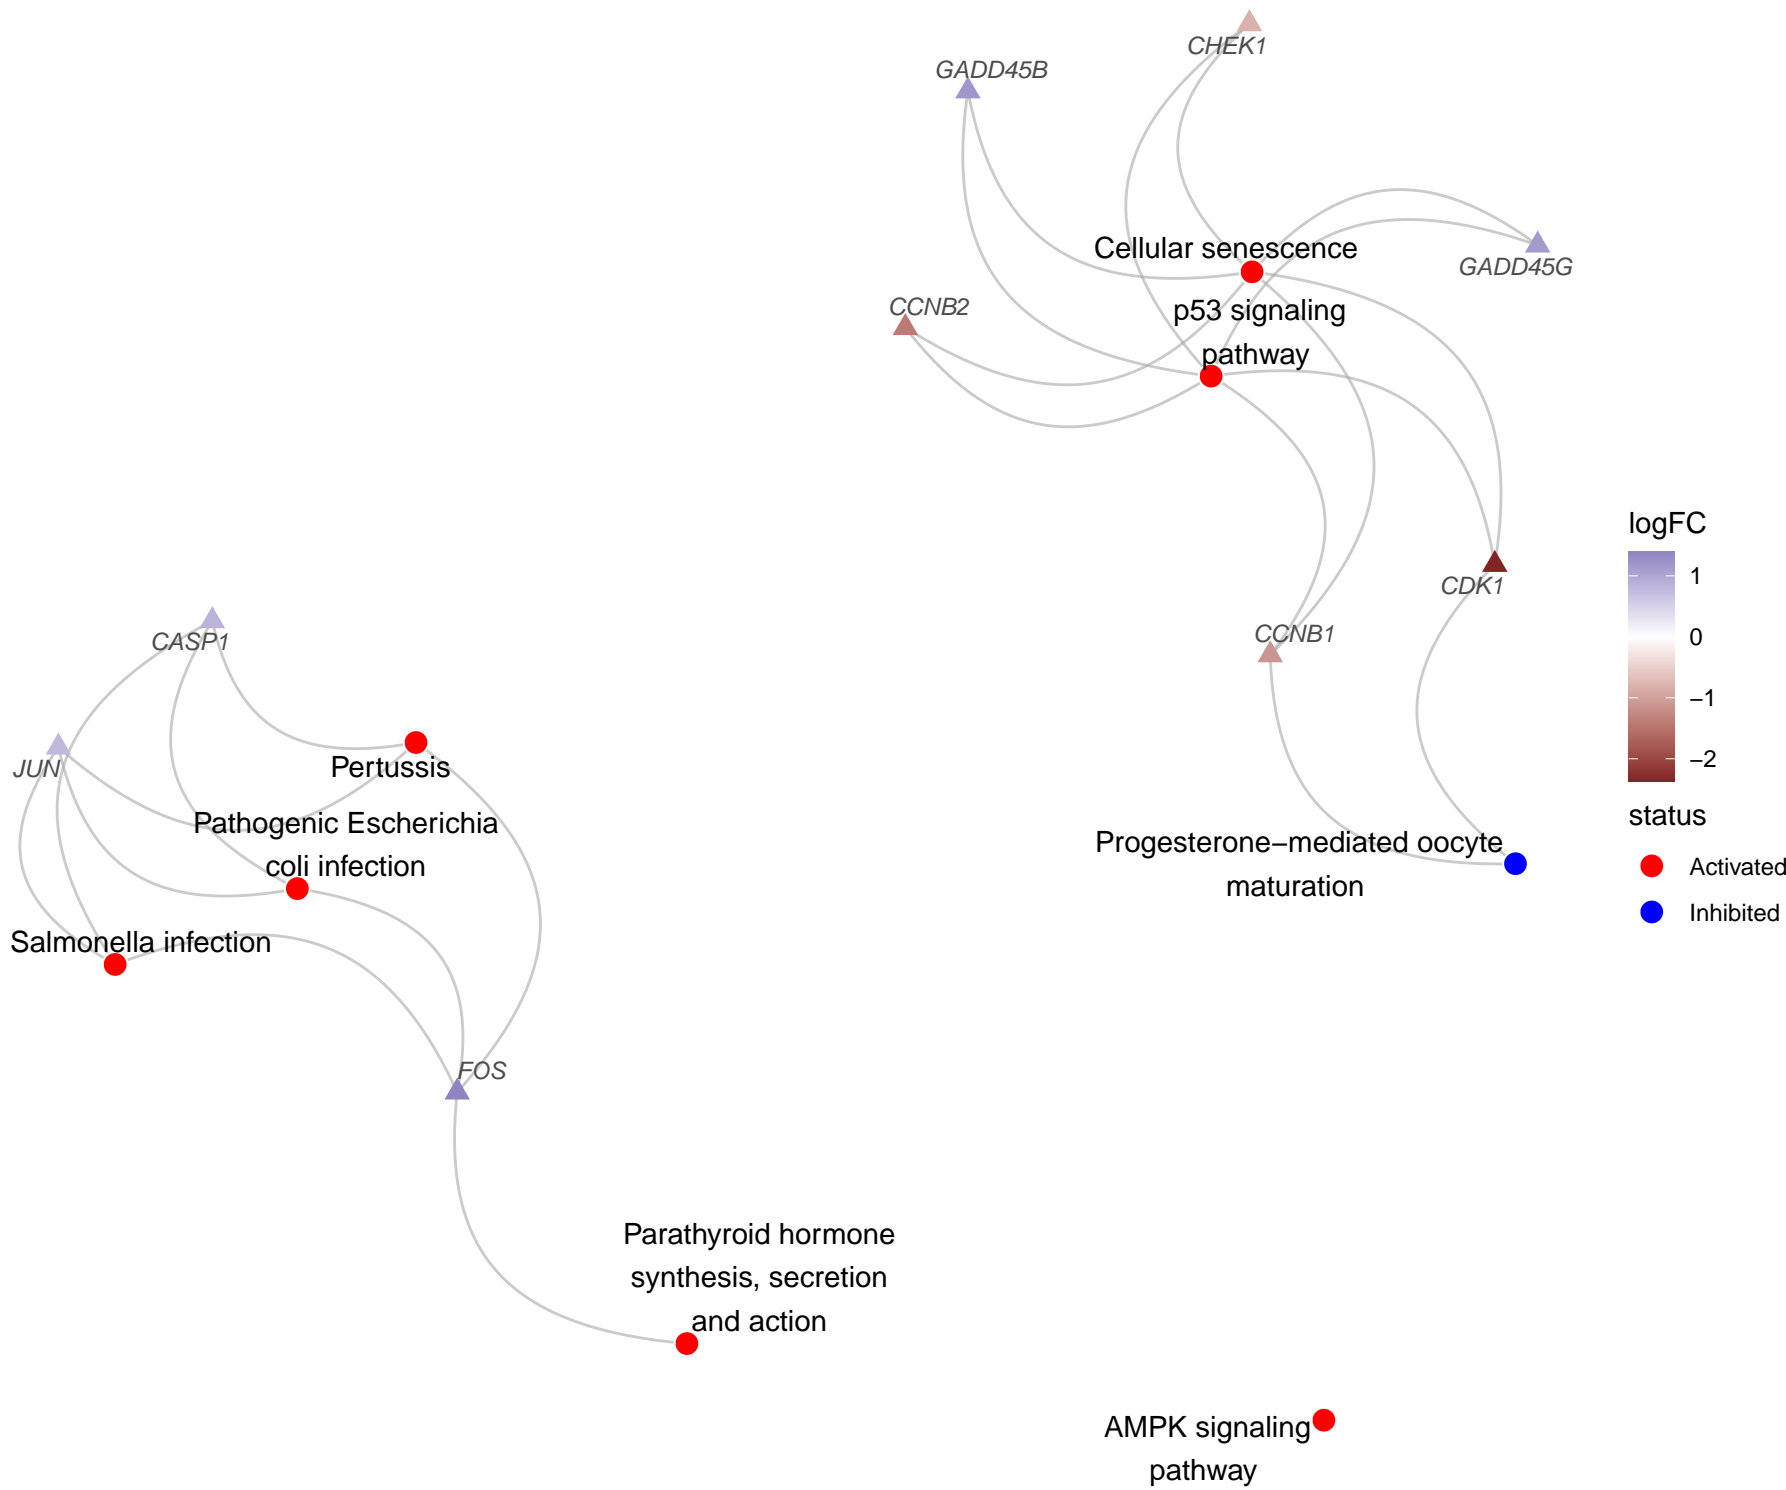 CHEK1
GADD45B
Cellular senescence
GADD45G
CCNB2
p53 signaling
pathway
logFC
1
0
−1
−2
CDK1
CCNB1
CASP1
JUN
Pertussis
Pathogenic Escherichia
coli infection
status
Activated
Inhibited
Progesterone−mediated oocyte
maturation
Salmonella infection
FOS
Parathyroid hormone
synthesis, secretion
and action
AMPK signaling
pathway